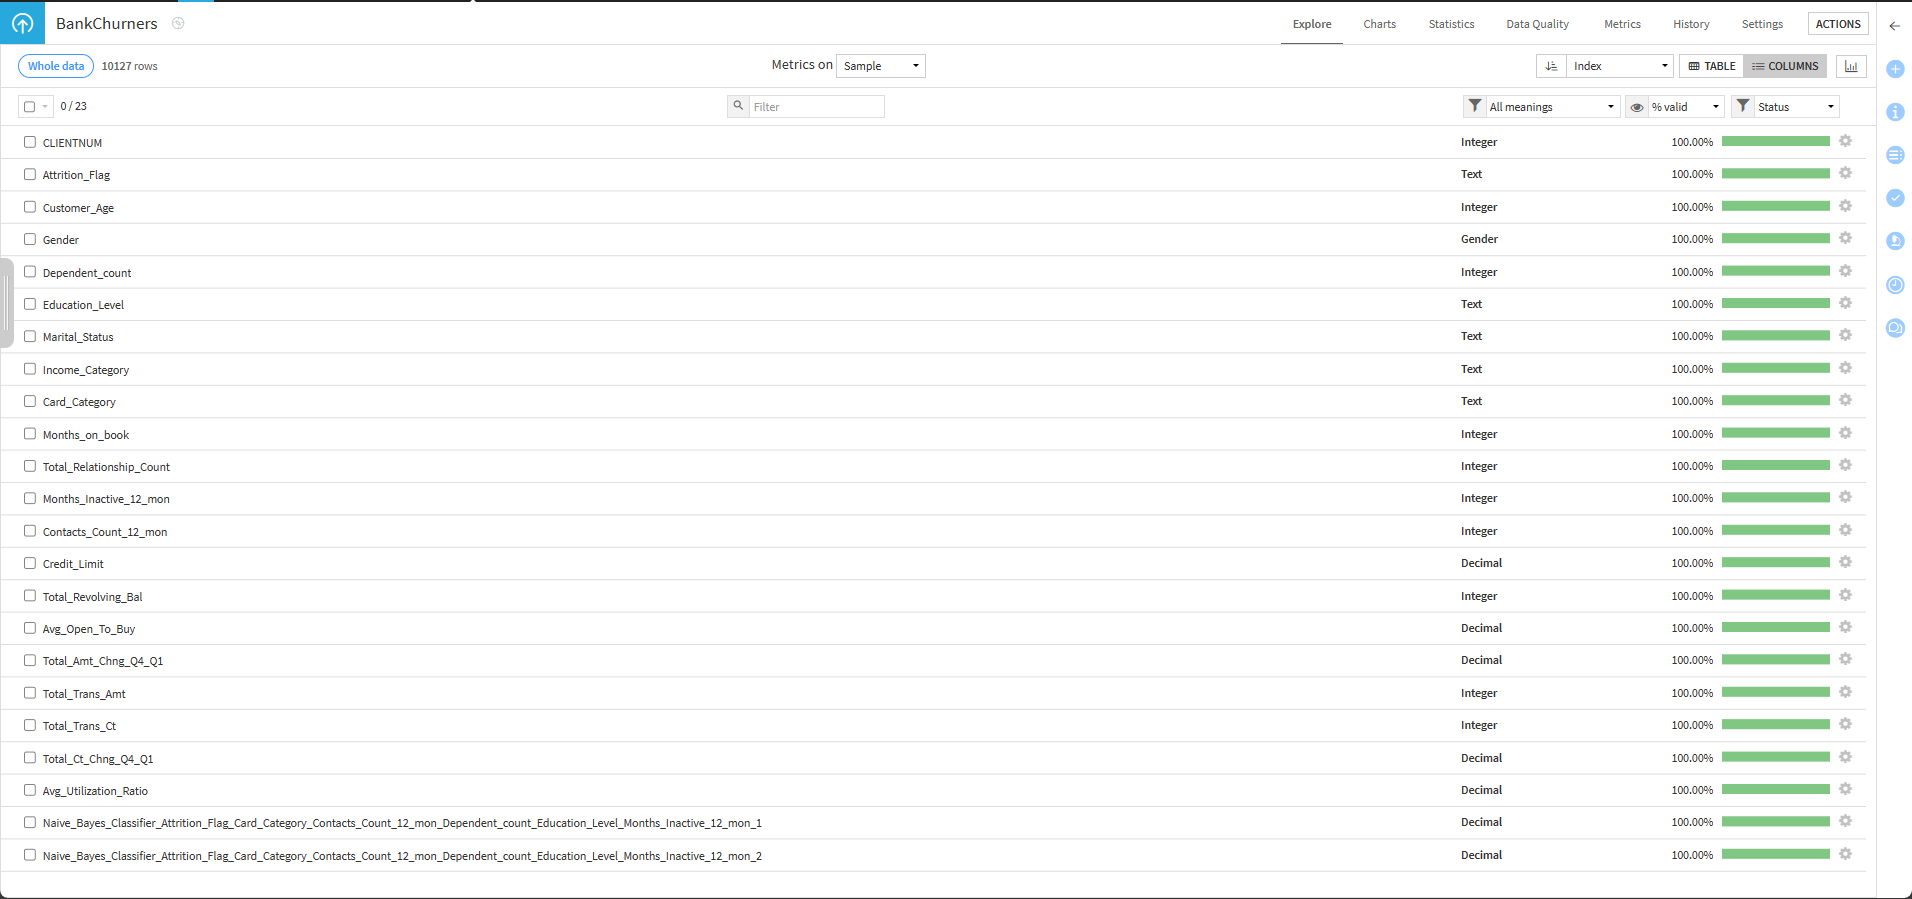 BankChurners Explore Charts Statistics Data Quality Metrics History Settings ACTIONS
Whole data 10127 rows Metrics on Sample Index TABLE COLUMNS
0 / 23 Filter All meanings % valid Status
CLIENTNUM Integer 100.00%
Attrition_Flag Text 100.00%
Customer_Age Integer 100.00%
Gender Gender 100.00%
Dependent_count Integer 100.00%
Education_Level Text 100.00%
Marital_Status Text 100.00%
Income_Category Text 100.00%
Card_Category Text 100.00%
Months_on_book Integer 100.00%
Total_Relationship_Count Integer 100.00%
Months_Inactive_12_mon Integer 100.00%
Contacts_Count_12_mon Integer 100.00%
Credit_Limit Decimal 100.00%
Total_Revolving_Bal Integer 100.00%
Avg_Open_To_Buy Decimal 100.00%
Total_Amt_Chng_Q4_Q1 Decimal 100.00%
Total_Trans_Amt Integer 100.00%
Total_Trans_Ct Integer 100.00%
Total_Ct_Chng_Q4_Q1 Decimal 100.00%
Avg_Utilization_Ratio Decimal 100.00%
Naive_Bayes_Classifier_Attrition_Flag_Card_Category_Contacts_Count_12_mon_Dependent_count_Education_Level_Months_Inactive_12_mon_1 Decimal 100.00%
Naive_Bayes_Classifier_Attrition_Flag_Card_Category_Contacts_Count_12_mon_Dependent_count_Education_Level_Months_Inactive_12_mon_2 Decimal 100.00%